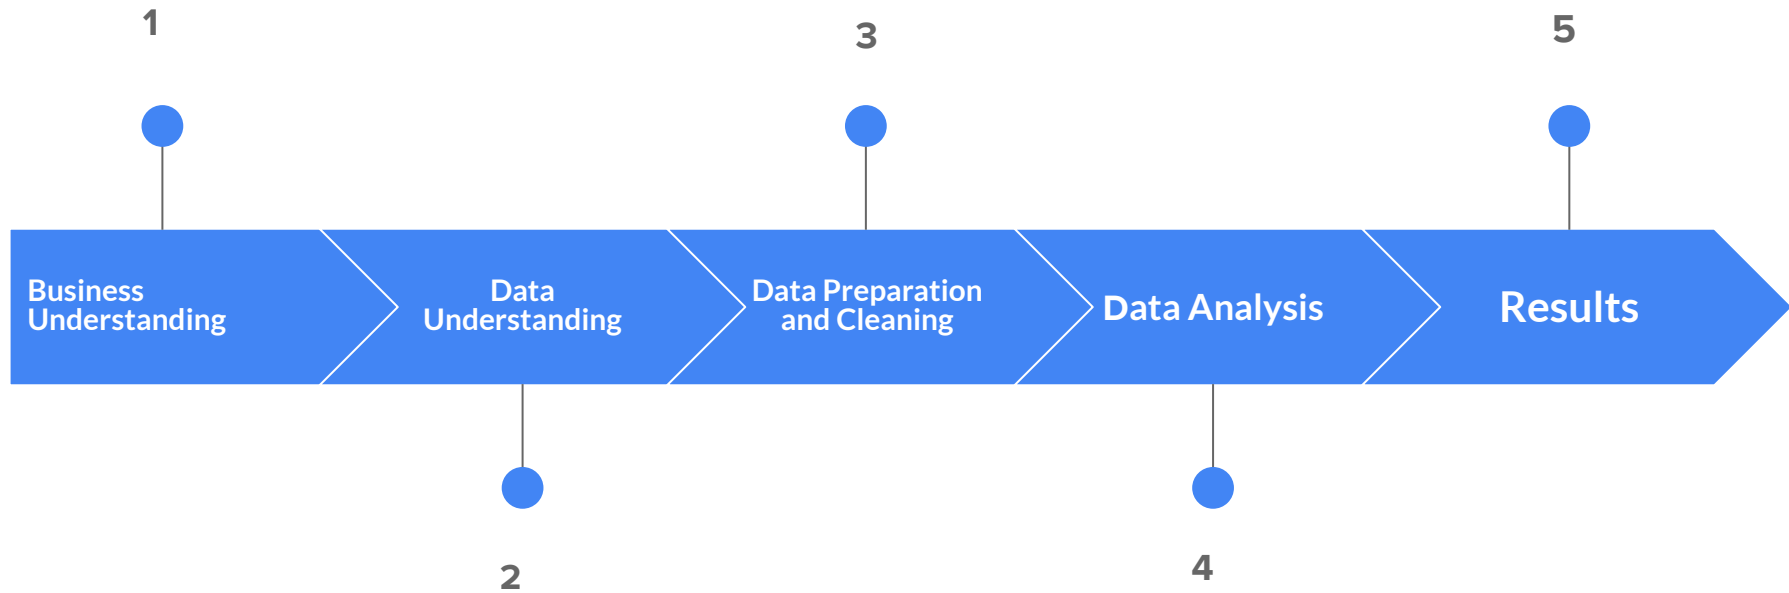 1
3
5
Business
Understanding
Data
Understanding
Data Preparation
and Cleaning
Data Analysis
Results
2
4